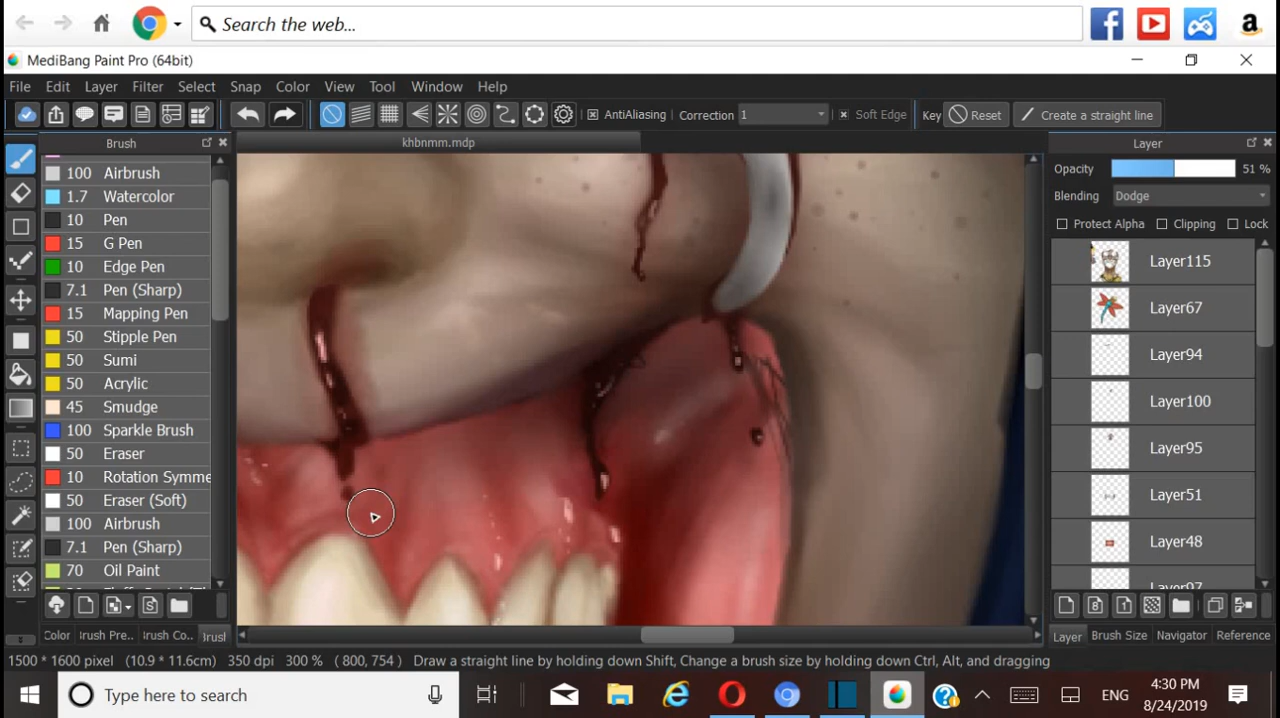 Search the web...
MediBang Paint Pro (64bit)
File Edit Layer Filter Select Snap Color View Tool Window Help
AntiAliasing Correction 1 Soft Edge Key Reset Create a straight line
Brush
khbnmm.mdp
Layer
100 Airbrush
1.7 Watercolor
10 Pen
15 G Pen
10 Edge Pen
7.1 Pen (Sharp)
15 Mapping Pen
50 Stipple Pen
50 Sumi
50 Acrylic
45 Smudge
100 Sparkle Brush
50 Eraser
10 Rotation Symme
50 Eraser (Soft)
100 Airbrush
7.1 Pen (Sharp)
70 Oil Paint
Opacity 51 %
Blending Dodge
Protect Alpha Clipping Lock
Layer115
Layer67
Layer94
Layer100
Layer95
Layer51
Layer48
Layer97
Color Brush Pre... Brush Co... Brush
Layer Brush Size Navigator Reference
1500 * 1600 pixel (10.9 * 11.6cm) 350 dpi 300 % ( 800, 754 ) Draw a straight line by holding down Shift, Change a brush size by holding down Ctrl, Alt, and dragging
Type here to search
ENG
4:30 PM
8/24/2019